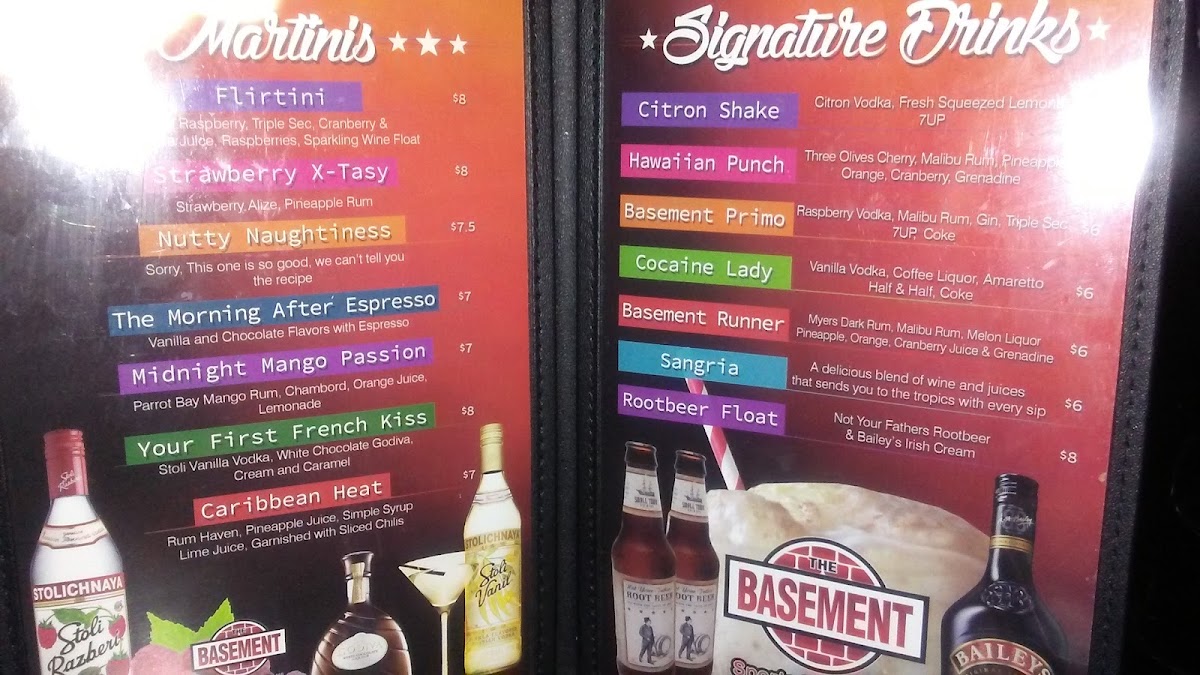 Martinis
Flirtini
$8
Raspberry, Triple Sec, Cranberry &
Juice, Raspberries, Sparkling Wine Float
Strawberry X-Tasy
$8
Strawberry, Alize, Pineapple Rum
Nutty Naughtiness
$7.5
Sorry, This one is so good, we can't tell you
the recipe
The Morning After Espresso
$7
Vanilla and Chocolate Flavors with Espresso
Midnight Mango Passion
$7
Parrot Bay Mango Rum, Chambord, Orange Juice,
Lemonade
Your First French Kiss
$8
Stoli Vanilla Vodka, White Chocolate Godiva,
Cream and Caramel
Caribbean Heat
$7
Rum Haven, Pineapple Juice, Simple Syrup
Lime Juice, Garnished with Sliced Chilis
STOLICHNAYA
Stoli
Razberi
BASEMENT
STOLICHNAYA
Stoli
Vanil
Signature Drinks
Citron Shake
Citron Vodka, Fresh Squeezed
7UP
Hawaiian Punch
Three Olives Cherry, Malibu Rum, Pineapple
Orange, Cranberry, Grenadine
Basement Primo
Raspberry Vodka, Malibu Rum, Gin, Triple Sec
7UP, Coke
$6
Cocaine Lady
Vanilla Vodka, Coffee Liquor, Amaretto
Half & Half, Coke
$6
Basement Runner
Myers Dark Rum, Malibu Rum, Melon Liquor
Pineapple, Orange, Cranberry Juice & Grenadine
$6
Sangria
A delicious blend of wine and juices
that sends you to the tropics with every sip
$6
Rootbeer Float
Not Your Fathers Rootbeer
& Bailey's Irish Cream
$8
SMALL TOWN
ROOT BEER
THE
BASEMENT
BAILEYS